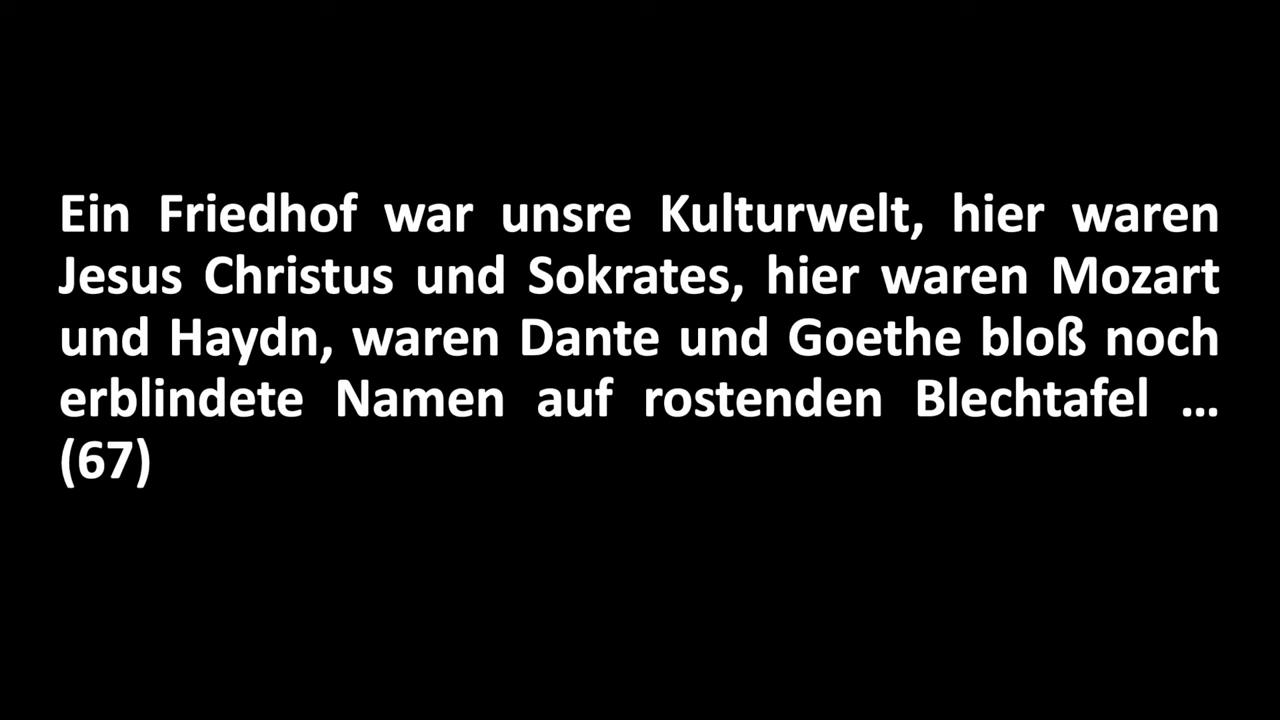 Ein Friedhof war unsre Kulturwelt, hier waren
Jesus Christus und Sokrates, hier waren Mozart
und Haydn, waren Dante und Goethe bloß noch
erblindete Namen auf rostenden Blechtafel ...
(67)